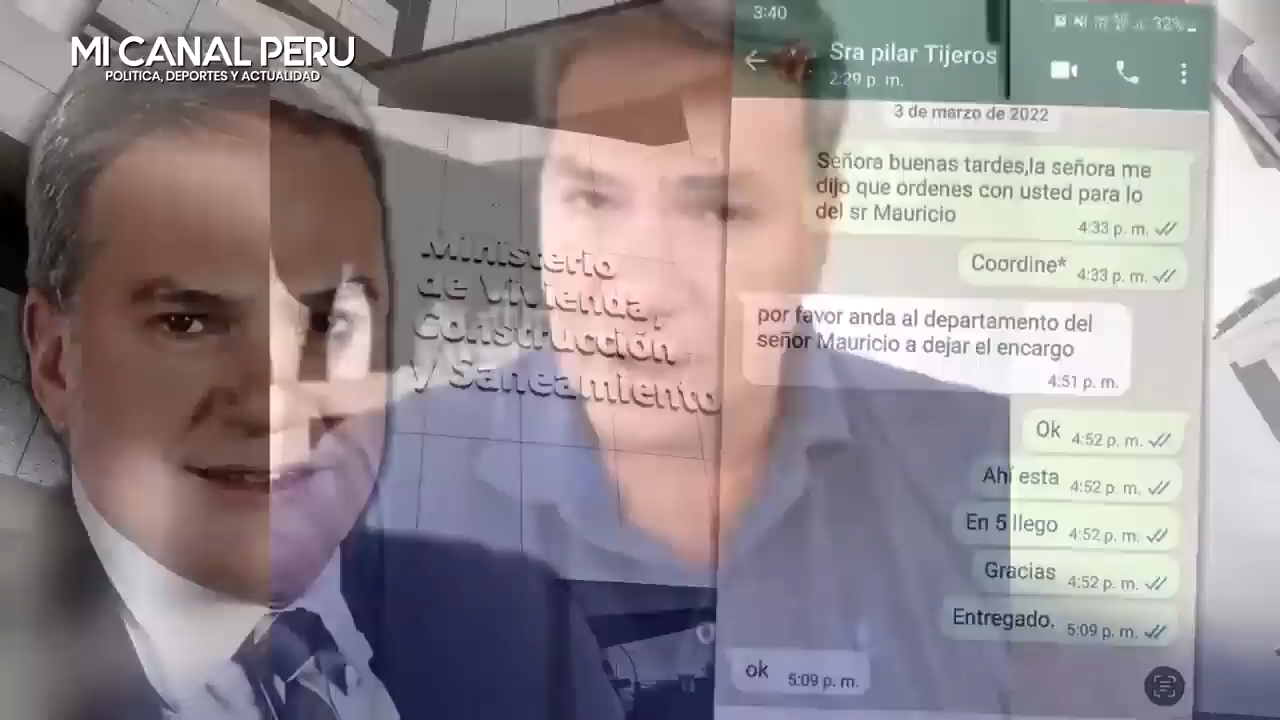 MI CANAL PERU
POLITICA, DEPORTES Y ACTUALIDAD
Ministerio
de Vivienda,
Construcción
y Saneamiento
3:40
32%
Sra pilar Tijeros
2:29 p. m.
3 de marzo de 2022
Señora buenas tardes,la señora me
dijo que ordenes con usted para lo
del sr Mauricio
4:33 p. m.
Coordine* 4:33 p. m.
por favor anda al departamento del
señor Mauricio a dejar el encargo
4:51 p. m.
Ok 4:52 p. m.
Ahí esta 4:52 p. m.
En 5 llego 4:52 p. m.
Gracias 4:52 p. m.
Entregado. 5:09 p. m.
ok 5:09 p. m.